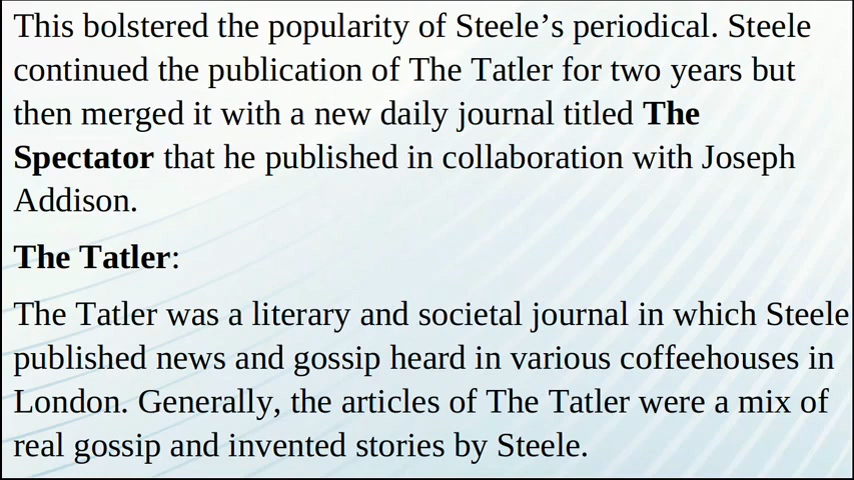 This bolstered the popularity of Steele’s periodical. Steele
continued the publication of The Tatler for two years but
then merged it with a new daily journal titled The
Spectator that he published in collaboration with Joseph
Addison.
The Tatler:
The Tatler was a literary and societal journal in which Steele
published news and gossip heard in various coffeehouses in
London. Generally, the articles of The Tatler were a mix of
real gossip and invented stories by Steele.